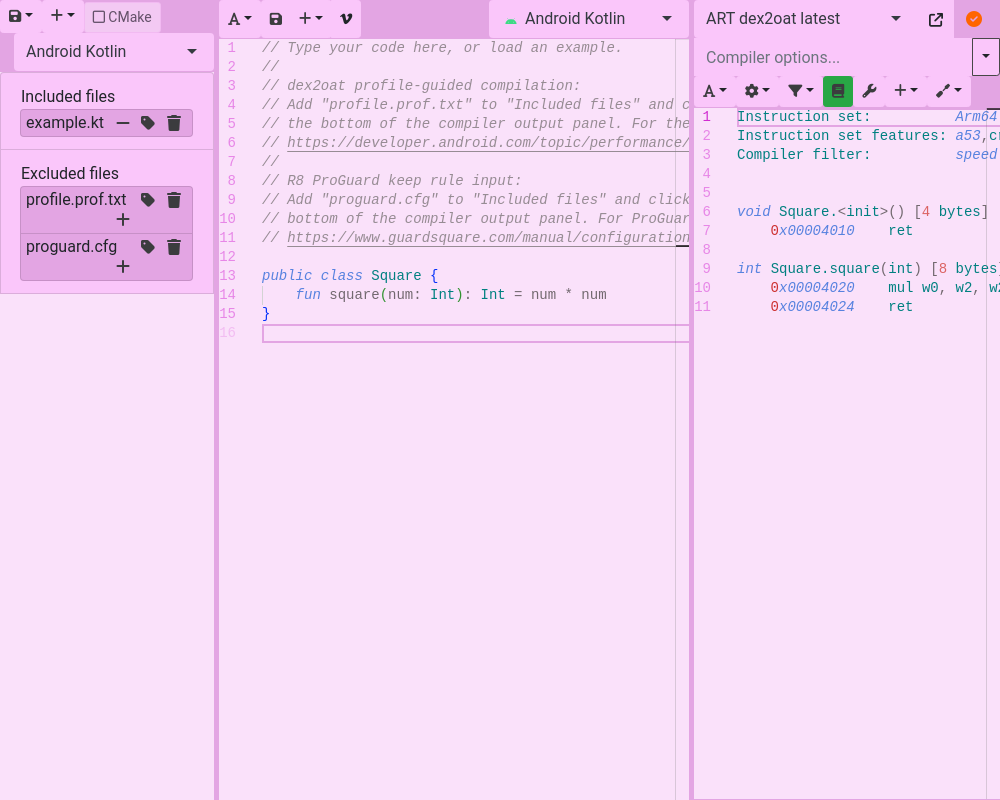 CMake
Android Kotlin
Included files
example.kt
Excluded files
profile.prof.txt
proguard.cfg
A
Android Kotlin
1 // Type your code here, or load an example.
2 //
3 // dex2oat profile-guided compilation:
4 // Add "profile.prof.txt" to "Included files" and c
5 // the bottom of the compiler output panel. For the
6 // https://developer.android.com/topic/performance/
7 //
8 // R8 ProGuard keep rule input:
9 // Add "proguard.cfg" to "Included files" and click
10 // bottom of the compiler output panel. For ProGuar
11 // https://www.guardsquare.com/manual/configuration
12
13 public class Square {
14     fun square(num: Int): Int = num * num
15 }
16
ART dex2oat latest
Compiler options...
A
1 Instruction set:          Arm64
2 Instruction set features: a53,cr
3 Compiler filter:          speed
4
5
6 void Square.<init>() [4 bytes]
7     0x00004010    ret
8
9 int Square.square(int) [8 bytes]
10     0x00004020    mul w0, w2, w2
11     0x00004024    ret